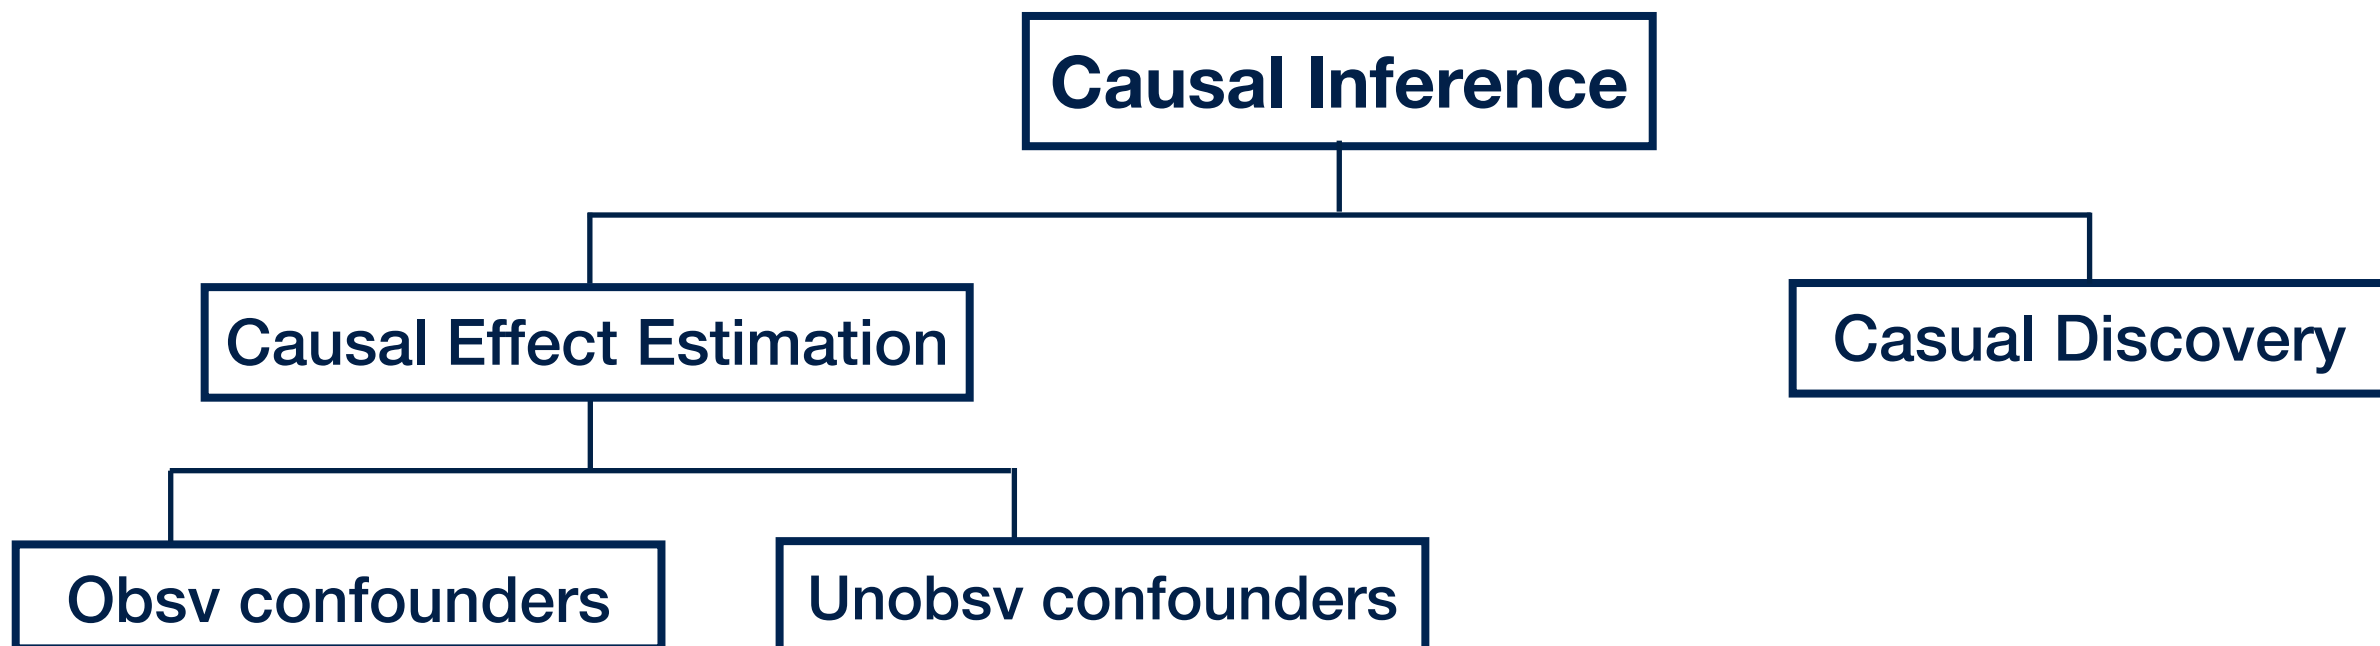 Causal Inference
Causal Effect Estimation
Casual Discovery
Obsv confounders
Unobsv confounders